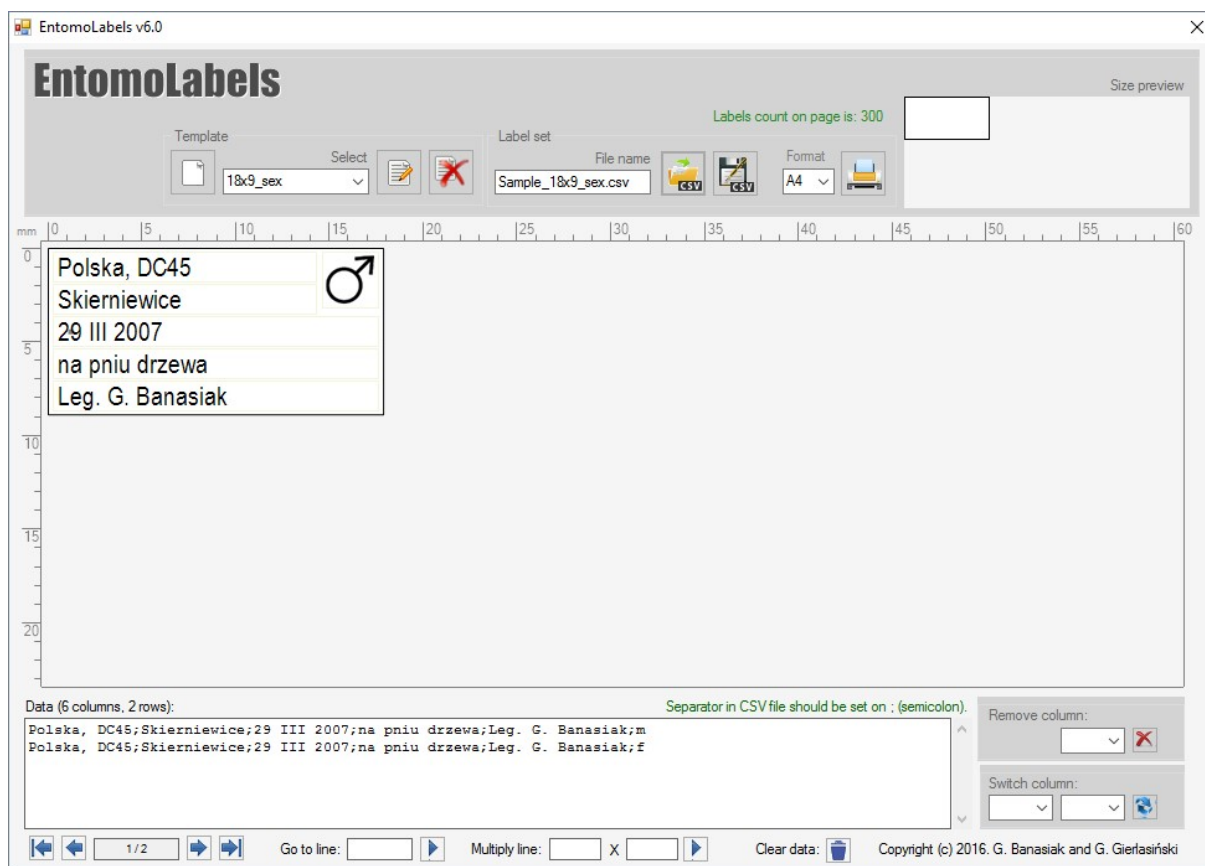 EntomoLabels v6.0
EntomoLabels
Size preview
Labels count on page is: 300
Template
Label set
Select
File name
Format
18x9_sex
Sample_18x9_sex.csv
CSV
CSV
A4
mm 0 5 10 15 20 25 30 35 40 45 50 55 60
0
5
10
15
20
Polska, DC45
Skierniewice
29 III 2007
na pniu drzewa
Leg. G. Banasiak
Data (6 columns, 2 rows):
Separator in CSV file should be set on ; (semicolon).
Polska, DC45;Skierniewice;29 III 2007;na pniu drzewa;Leg. G. Banasiak;m
Polska, DC45;Skierniewice;29 III 2007;na pniu drzewa;Leg. G. Banasiak;f
Remove column:
Switch column:
1/2
Go to line:
Multiply line:
X
Clear data:
Copyright (c) 2016. G. Banasiak and G. Gierlasiński